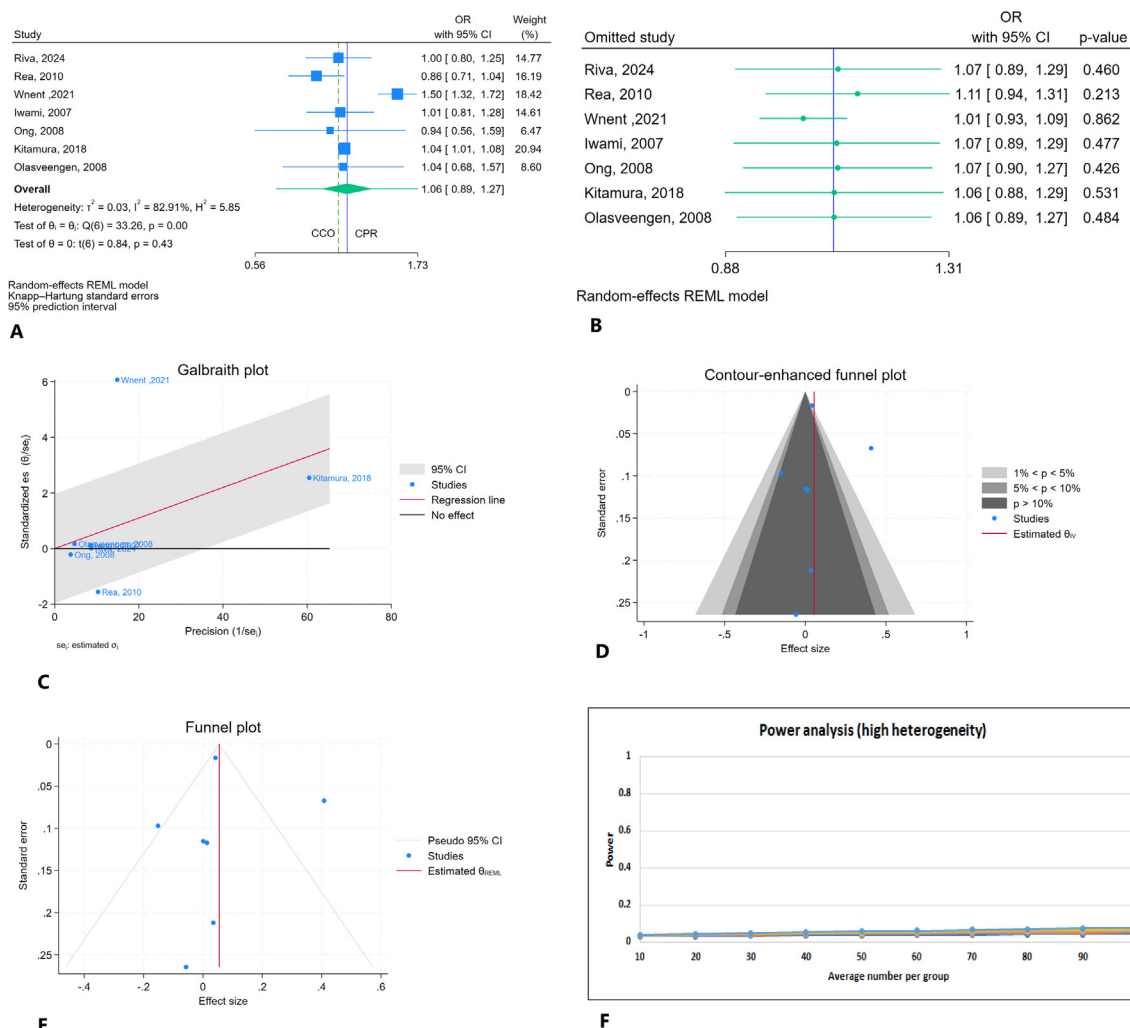 OR Weight
Study with 95% CI (%)
Riva, 2024 1.00 [ 0.80, 1.25] 14.77
Rea, 2010 0.86 [ 0.71, 1.04] 16.19
Wnent ,2021 1.50 [ 1.32, 1.72] 18.42
Iwami, 2007 1.01 [ 0.81, 1.28] 14.61
Ong, 2008 0.94 [ 0.56, 1.59] 6.47
Kitamura, 2018 1.04 [ 1.01, 1.08] 20.94
Olasveengen, 2008 1.04 [ 0.68, 1.57] 8.60
Overall 1.06 [ 0.89, 1.27]
Heterogeneity: τ² = 0.03, I² = 82.91%, H² = 5.85
Test of θᵢ = θⱼ: Q(6) = 33.26, p = 0.00
Test of θ = 0: t(6) = 0.84, p = 0.43
CCO CPR
0.56 1.73
Random-effects REML model
Knapp–Hartung standard errors
95% prediction interval
A
OR
Omitted study with 95% CI p-value
Riva, 2024 1.07 [ 0.89, 1.29] 0.460
Rea, 2010 1.11 [ 0.94, 1.31] 0.213
Wnent ,2021 1.01 [ 0.93, 1.09] 0.862
Iwami, 2007 1.07 [ 0.89, 1.29] 0.477
Ong, 2008 1.07 [ 0.90, 1.27] 0.426
Kitamura, 2018 1.06 [ 0.88, 1.29] 0.531
Olasveengen, 2008 1.06 [ 0.89, 1.27] 0.484
0.88 1.31
Random-effects REML model
B
Galbraith plot
Standardized es (θᵢ/seᵢ)
6
4
2
0
-2
Wnent ,2021
Kitamura, 2018
Olasveengen, 2008
Ong, 2008
Rea, 2010
0 20 40 60 80
Precision (1/seᵢ)
seᵢ: estimated σᵢ
95% CI
Studies
Regression line
No effect
C
Contour-enhanced funnel plot
Standard error
0
.05
.1
.15
.2
.25
-1 -.5 0 .5 1
Effect size
1% < p < 5%
5% < p < 10%
p > 10%
Studies
Estimated θIV
D
Funnel plot
Standard error
0
.05
.1
.15
.2
.25
-.4 -.2 0 .2 .4 .6
Effect size
Pseudo 95% CI
Studies
Estimated θREML
Power analysis (high heterogeneity)
Power
1
0.8
0.6
0.4
0.2
0
10 20 30 40 50 60 70 80 90
Average number per group
F